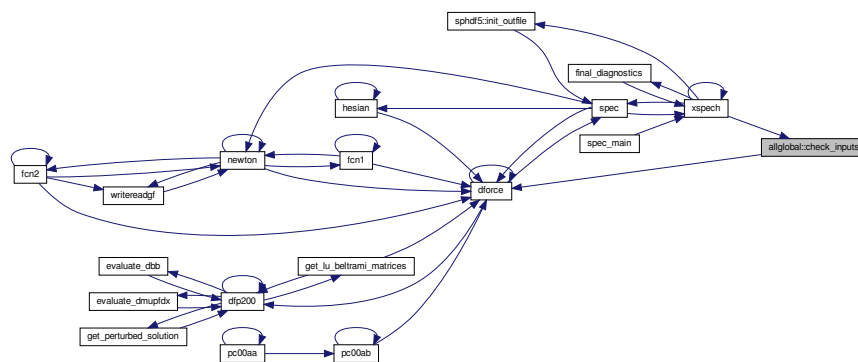 sphdf5::init_outfile
final_diagnostics
hesian
spec
xspech
spec_main
allglobal::check_inputs
newton
fcn1
fcn2
writereadgf
dforce
evaluate_dbb
get_lu_beltrami_matrices
evaluate_dmupfdx
dfp200
get_perturbed_solution
pc00aa
pc00ab